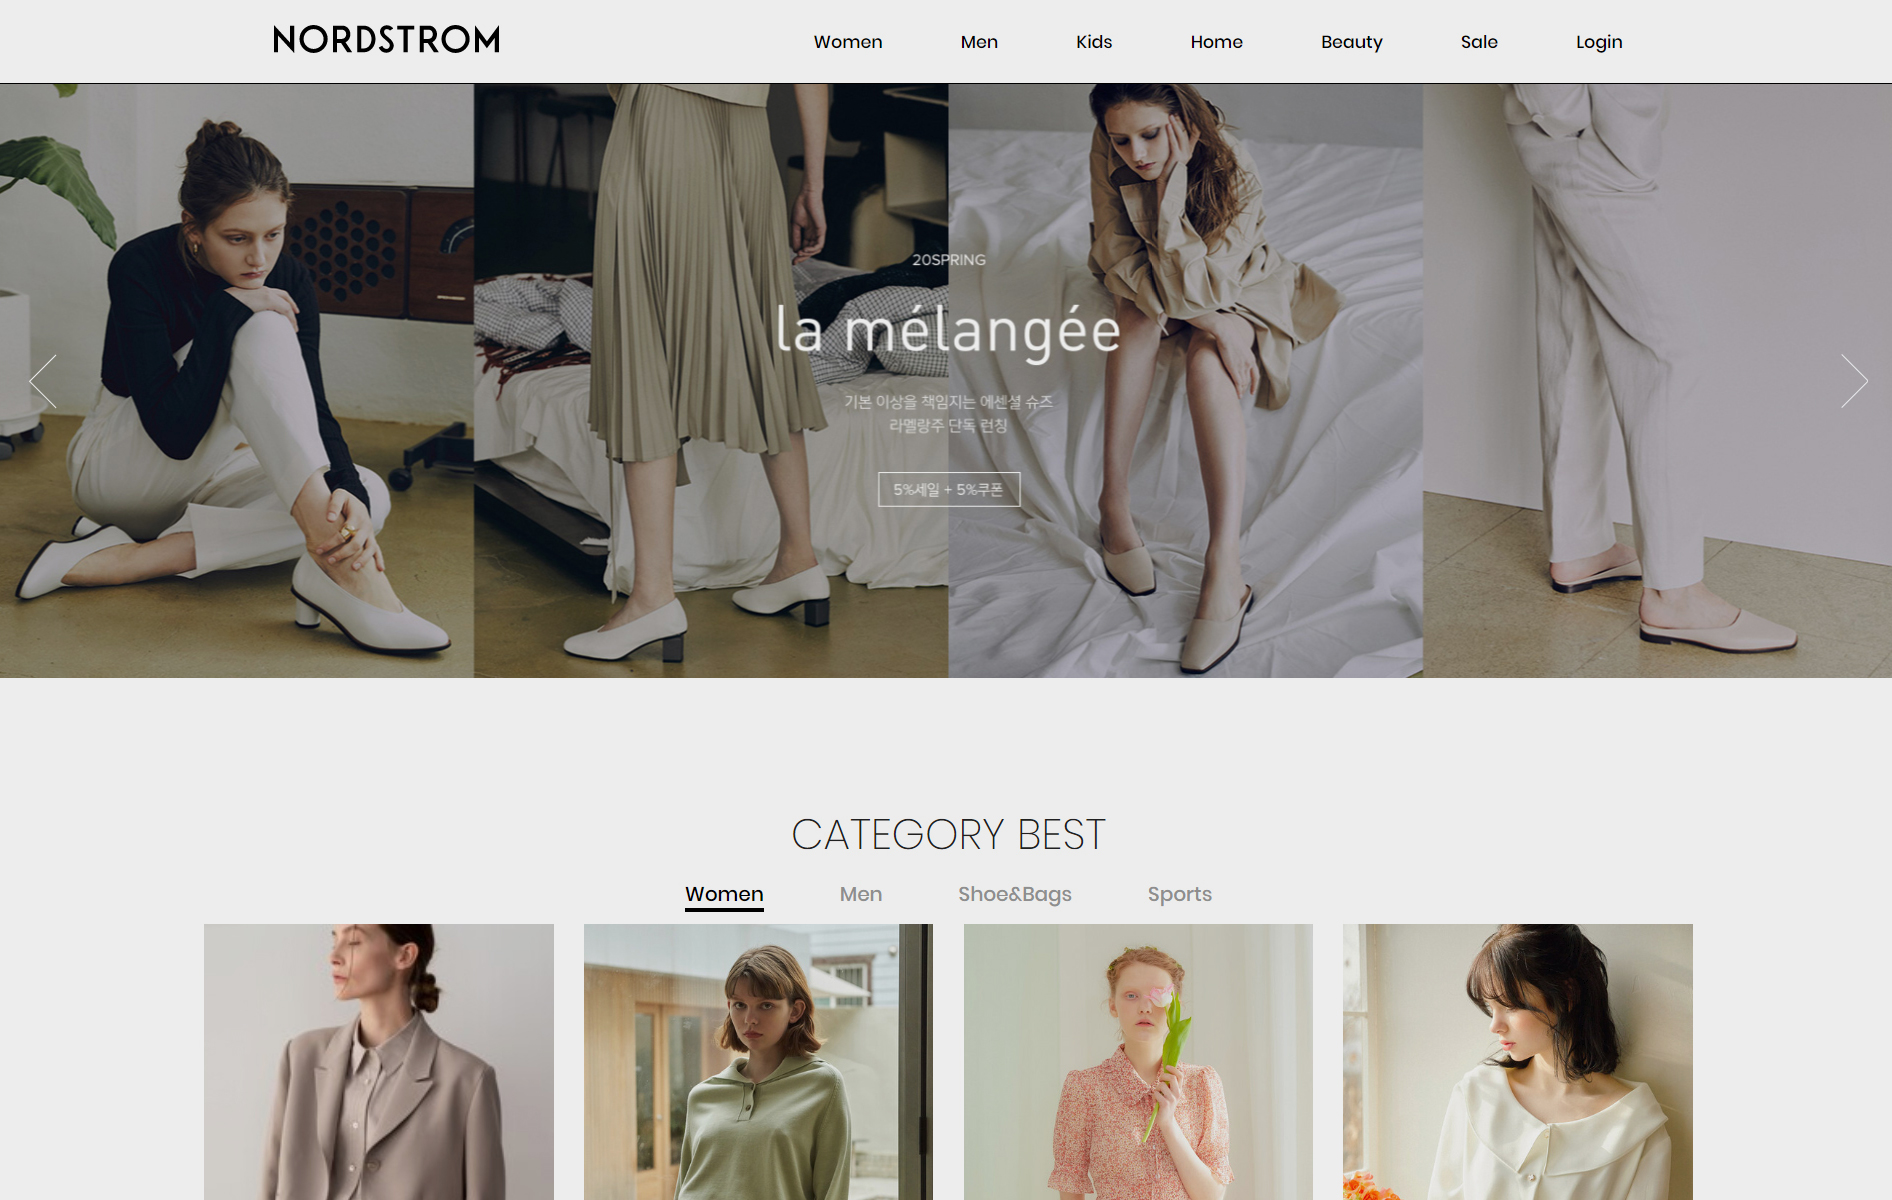 NORDSTROM
Women Men Kids Home Beauty Sale Login
20SPRING
la mélangée
기본 이상을 책임지는 에센셜 슈즈
라멜랑주 단독 런칭
5%세일 + 5%쿠폰
CATEGORY BEST
Women Men Shoe&Bags Sports